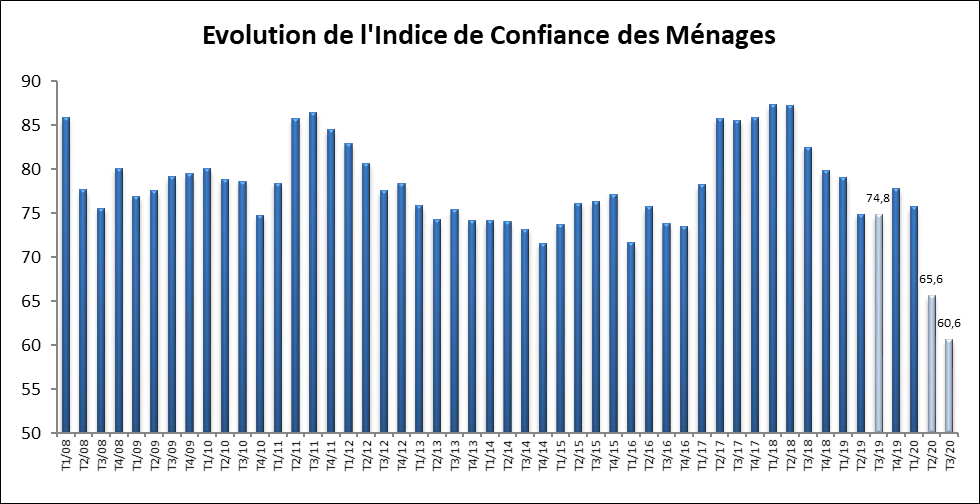 Evolution de l'Indice de Confiance des Ménages
90
85
80
75
70
65
60
55
50
74,8
65,6
60,6
T1/08
T2/08
T3/08
T4/08
T1/09
T2/09
T3/09
T4/09
T1/10
T2/10
T3/10
T4/10
T1/11
T2/11
T3/11
T4/11
T1/12
T2/12
T3/12
T4/12
T1/13
T2/13
T3/13
T4/13
T1/14
T2/14
T3/14
T4/14
T1/15
T2/15
T3/15
T4/15
T1/16
T2/16
T3/16
T4/16
T1/17
T2/17
T3/17
T4/17
T1/18
T2/18
T3/18
T4/18
T1/19
T2/19
T3/19
T4/19
T1/20
T2/20
T3/20